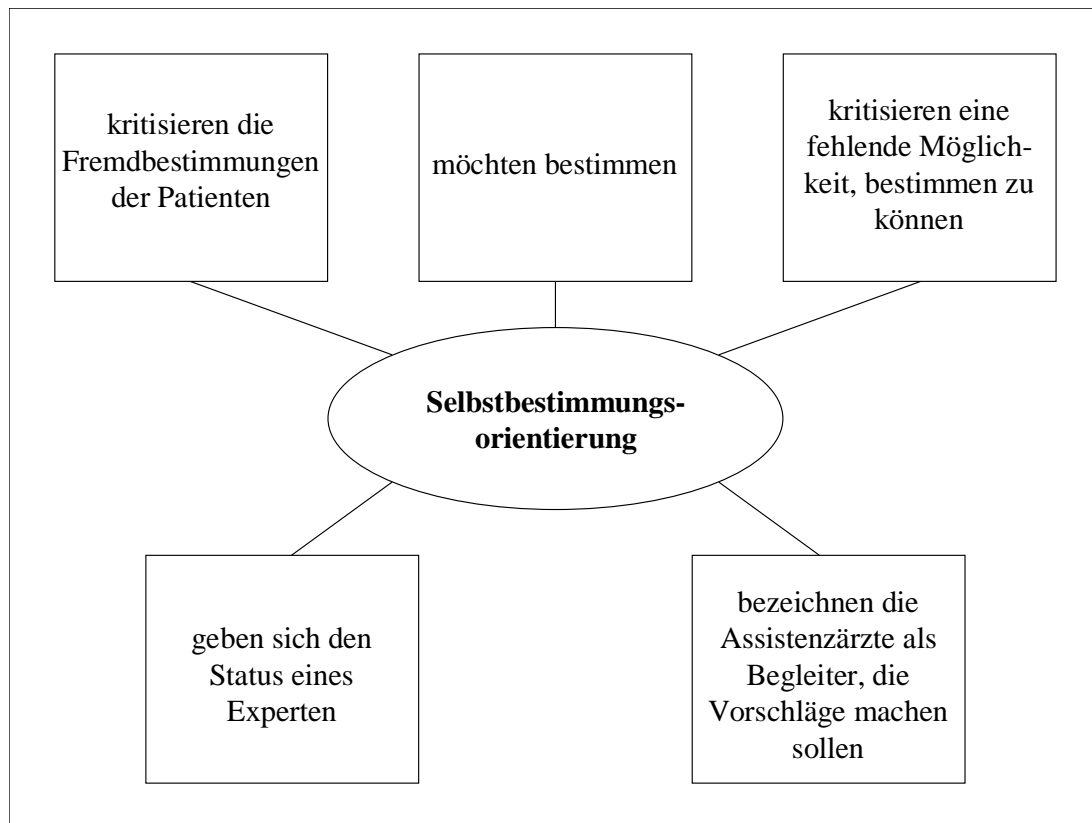 kritisieren die
Fremdbestimmungen
der Patienten
möchten bestimmen
kritisieren eine
fehlende Möglich-
keit, bestimmen zu
können
Selbstbestimmungs-
orientierung
geben sich den
Status eines
Experten
bezeichnen die
Assistenzärzte als
Begleiter, die
Vorschläge machen
sollen